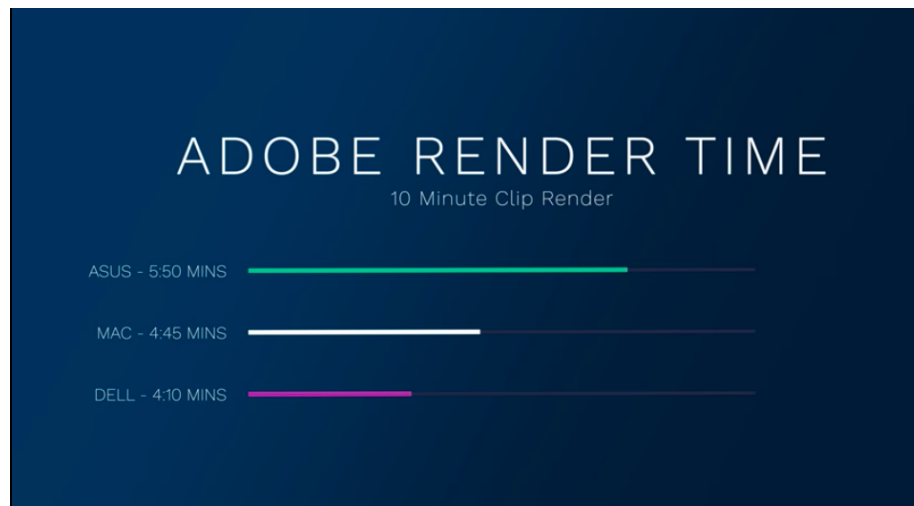 ADOBE RENDER TIME
10 Minute Clip Render
ASUS - 5:50 MINS
MAC - 4:45 MINS
DELL - 4:10 MINS